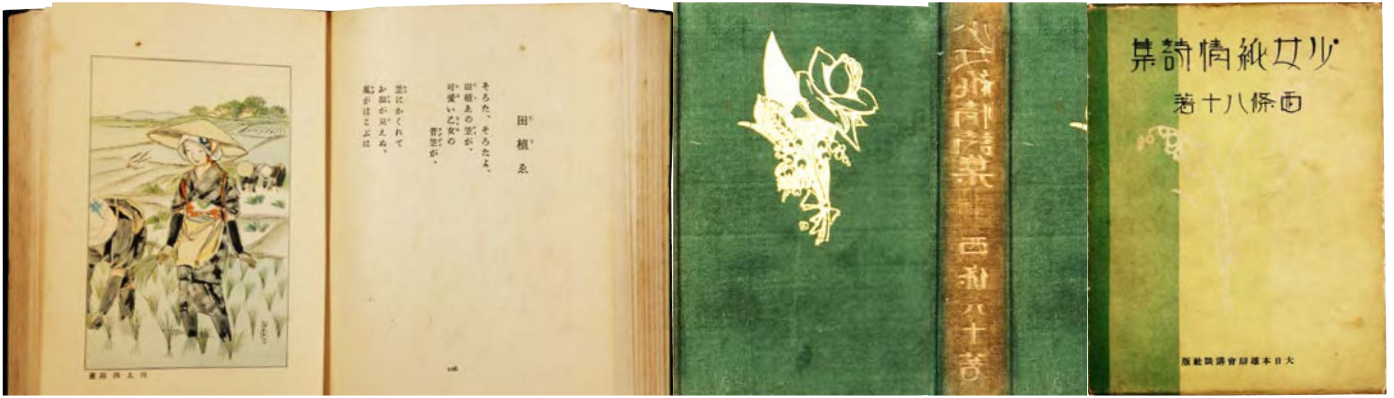 田植ゑ
そろた、そろたよ、
田植ゑの笠が、
可愛い乙女の
菅笠が。
笠にかくれて
お顔が見えぬ、
風がはこぶは
川上四郎畫
少女純情詩集 西條八十著
少女純情詩集
西條八十著
大日本雄辯會講談社版